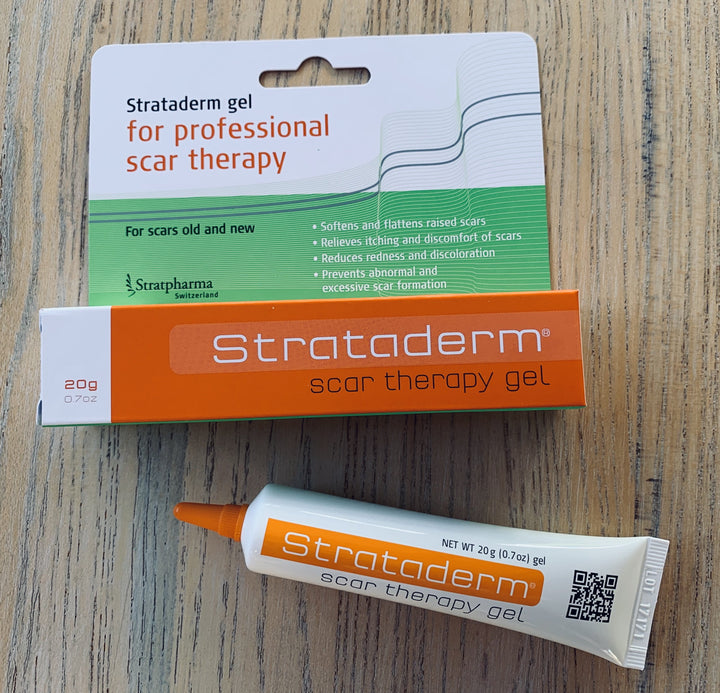 Strataderm gel
for professional
scar therapy
For scars old and new
• Softens and flattens raised scars
• Relieves itching and discomfort of scars
• Reduces redness and discoloration
• Prevents abnormal and
excessive scar formation
Stratpharma
Switzerland
Strataderm®
scar therapy gel
20g
0.7oz
NET WT 20g (0.7oz) gel
Strataderm®
scar therapy gel
LOT